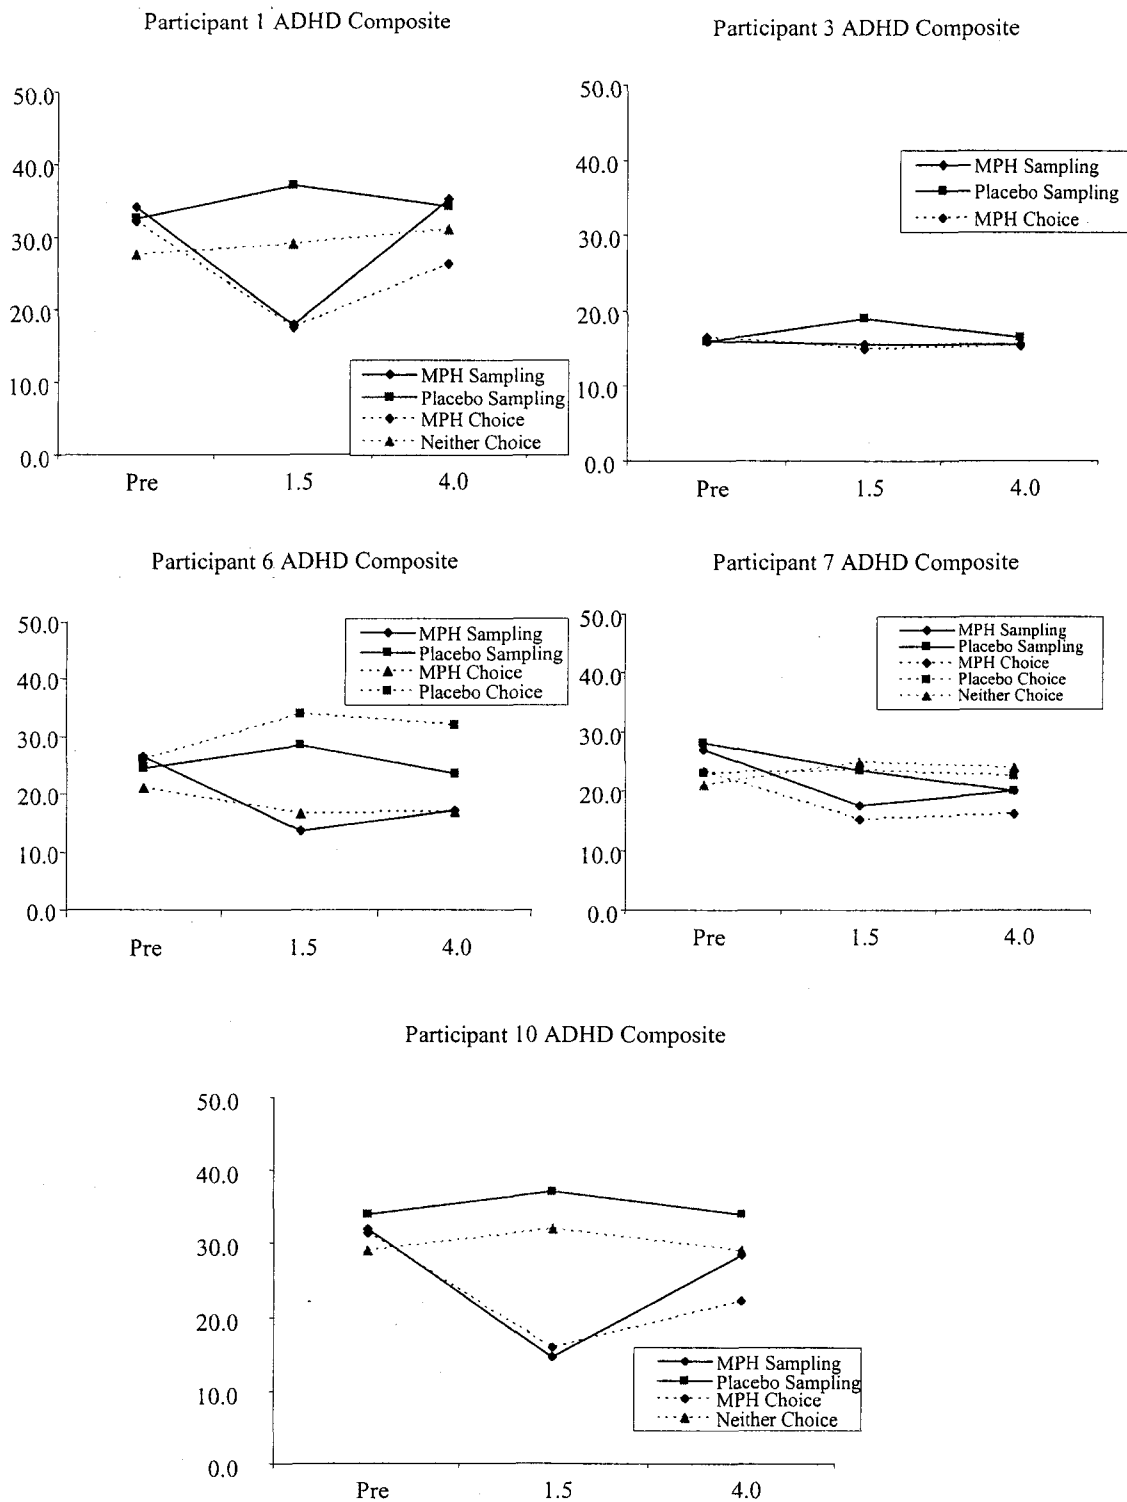 Participant 1 ADHD Composite
50.0
40.0
30.0
20.0
10.0
0.0
Pre
1.5
4.0
MPH Sampling
Placebo Sampling
MPH Choice
Neither Choice
Participant 3 ADHD Composite
50.0
40.0
30.0
20.0
10.0
0.0
Pre
1.5
4.0
MPH Sampling
Placebo Sampling
MPH Choice
Participant 6 ADHD Composite
50.0
40.0
30.0
20.0
10.0
0.0
Pre
1.5
4.0
MPH Sampling
Placebo Sampling
MPH Choice
Placebo Choice
Participant 7 ADHD Composite
50.0
40.0
30.0
20.0
10.0
0.0
Pre
1.5
4.0
MPH Sampling
Placebo Sampling
MPH Choice
Placebo Choice
Neither Choice
Participant 10 ADHD Composite
50.0
40.0
30.0
20.0
10.0
0.0
Pre
1.5
4.0
MPH Sampling
Placebo Sampling
MPH Choice
Neither Choice